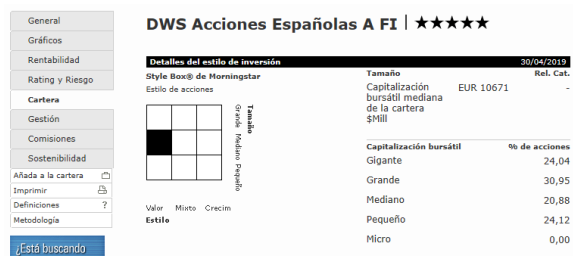 General
Gráficos
Rentabilidad
Rating y Riesgo
Cartera
Gestión
Comisiones
Sostenibilidad
Añada a la cartera
Imprimir
Definiciones ?
Metodología
¿Está buscando
DWS Acciones Españolas A FI | ★★★★★
Detalles del estilo de inversión 30/04/2019
Style Box® de Morningstar
Estilo de acciones
Tamaño
Grande Mediano Pequeño
Valor Mixto Crecim
Estilo
Tamaño Rel. Cat.
Capitalización EUR 10671 -
bursátil mediana
de la cartera
$Mill
Capitalización bursátil % de acciones
Gigante 24,04
Grande 30,95
Mediano 20,88
Pequeño 24,12
Micro 0,00